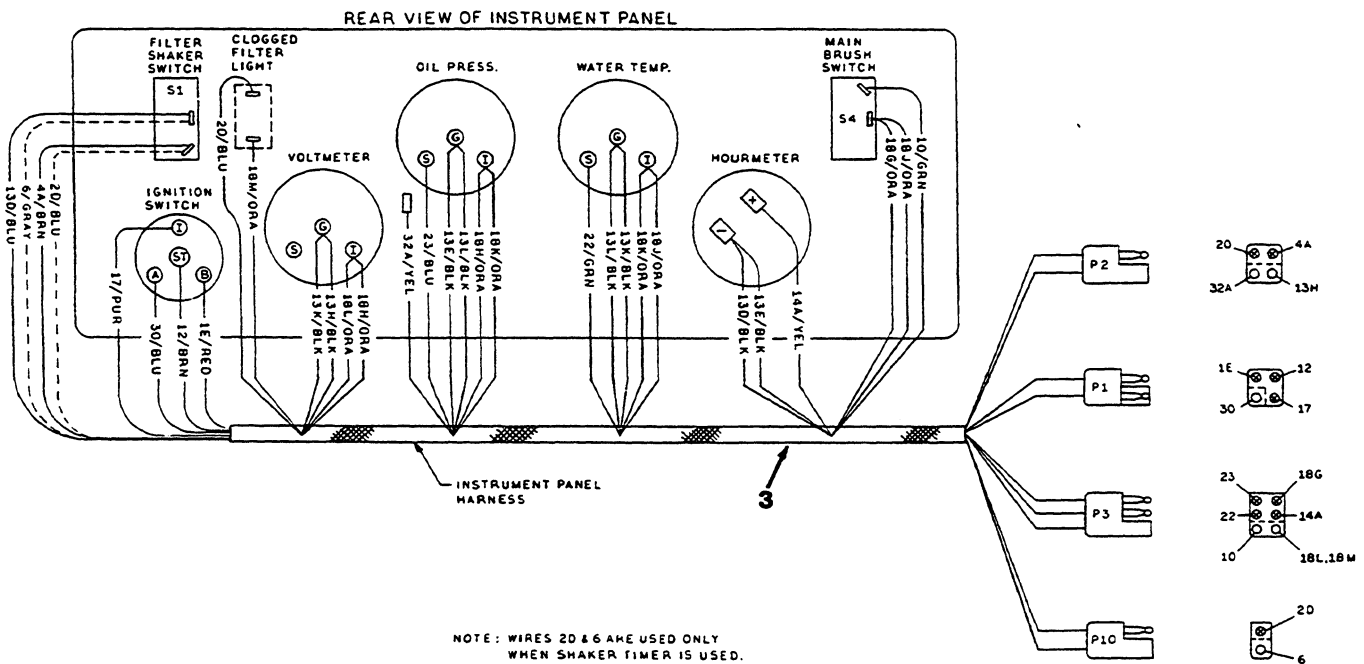 REAR VIEW OF INSTRUMENT PANEL
FILTER
SHAKER
SWITCH
S1
CLOGGED
FILTER
LIGHT
OIL PRESS.
WATER TEMP.
MAIN
BRUSH
SWITCH
S4
VOLTMETER
HOURMETER
IGNITION
SWITCH
I
ST
A
B
S
G
I
S
G
I
S
G
I
-
+
13D/BLU
6/GRAY
4A/BRN
2D/BLU
17/PUR
30/BLU
12/BRN
1E/RED
20/BLU
18M/ORA
13K/BLK
13H/BLK
18L/ORA
18H/ORA
32A/YEL
23/BLU
13E/BLK
13L/BLK
18H/ORA
18K/ORA
22/GRN
13L/BLK
13K/BLK
18K/ORA
18J/ORA
13D/BLK
13E/BLK
14A/YEL
18G/ORA
18J/ORA
10/GRN
INSTRUMENT PANEL
HARNESS
3
P2
20
4A
32A
13H
P1
1E
12
30
17
P3
23
18G
22
14A
10
18L,18M
P10
2D
6
NOTE: WIRES 2D & 6 ARE USED ONLY
WHEN SHAKER TIMER IS USED.